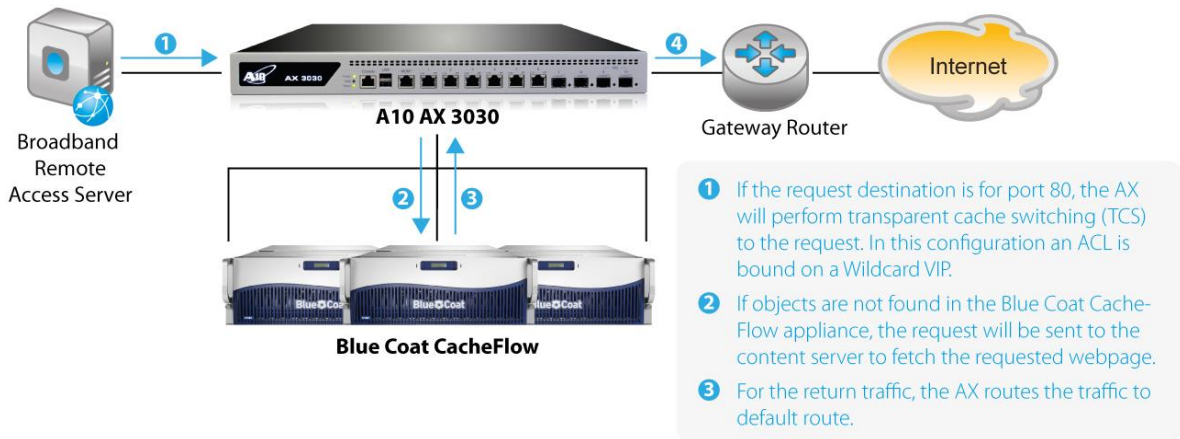 1
4
A10
AX 3030
Internet
A10 AX 3030
Gateway Router
Broadband
Remote
Access Server
2
3
Blue Coat
Blue Coat
Blue Coat
Blue Coat CacheFlow
1 If the request destination is for port 80, the AX
will perform transparent cache switching (TCS)
to the request. In this configuration an ACL is
bound on a Wildcard VIP.
2 If objects are not found in the Blue Coat Cache-
Flow appliance, the request will be sent to the
content server to fetch the requested webpage.
3 For the return traffic, the AX routes the traffic to
default route.